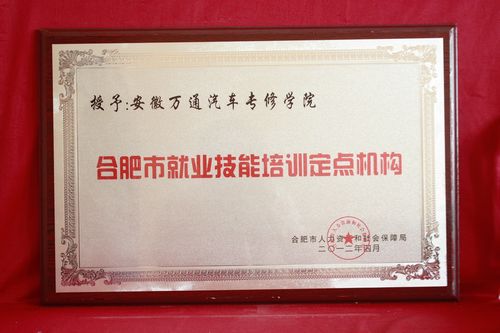 授予:安徽万通汽车专修学院
合肥市就业技能培训定点机构
合肥市人力资源和社会保障局
二〇一二年四月